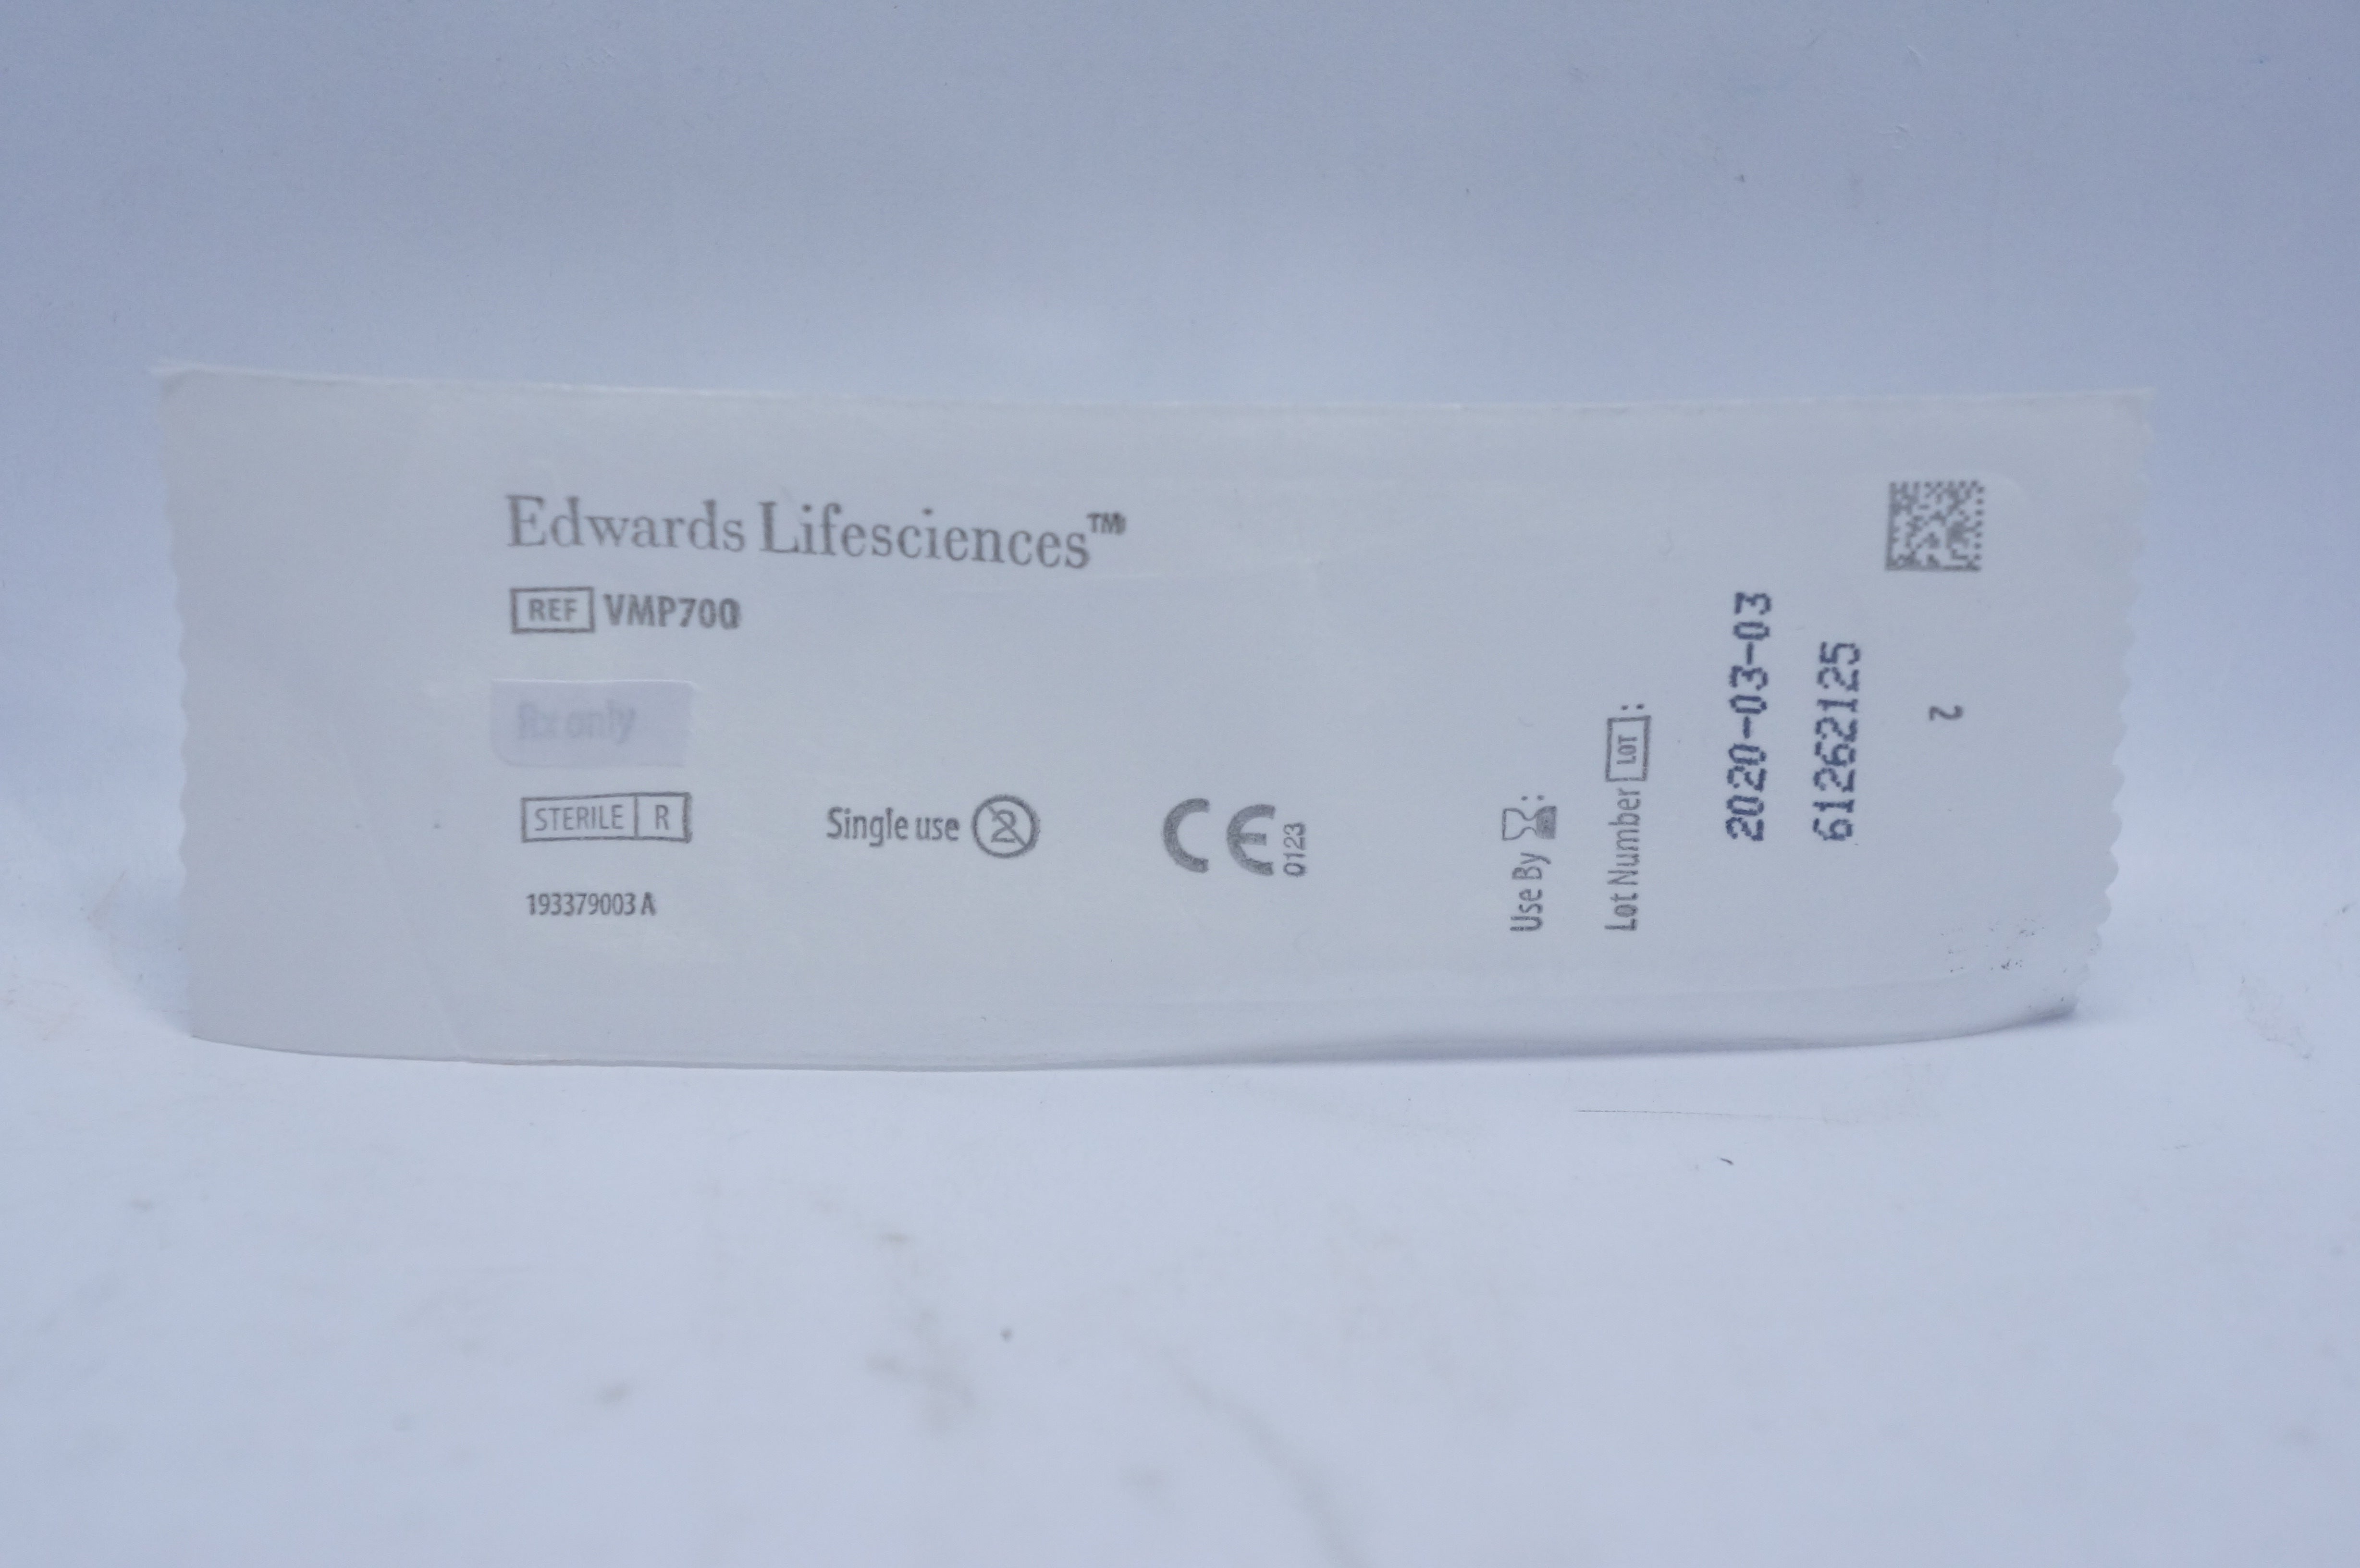 Edwards Lifesciences™
REF VMP700
Rx only
STERILE R
Single use 2
CE 0123
193379003 A
Use By :
Lot Number LOT :
2020-03-03
61262125
2